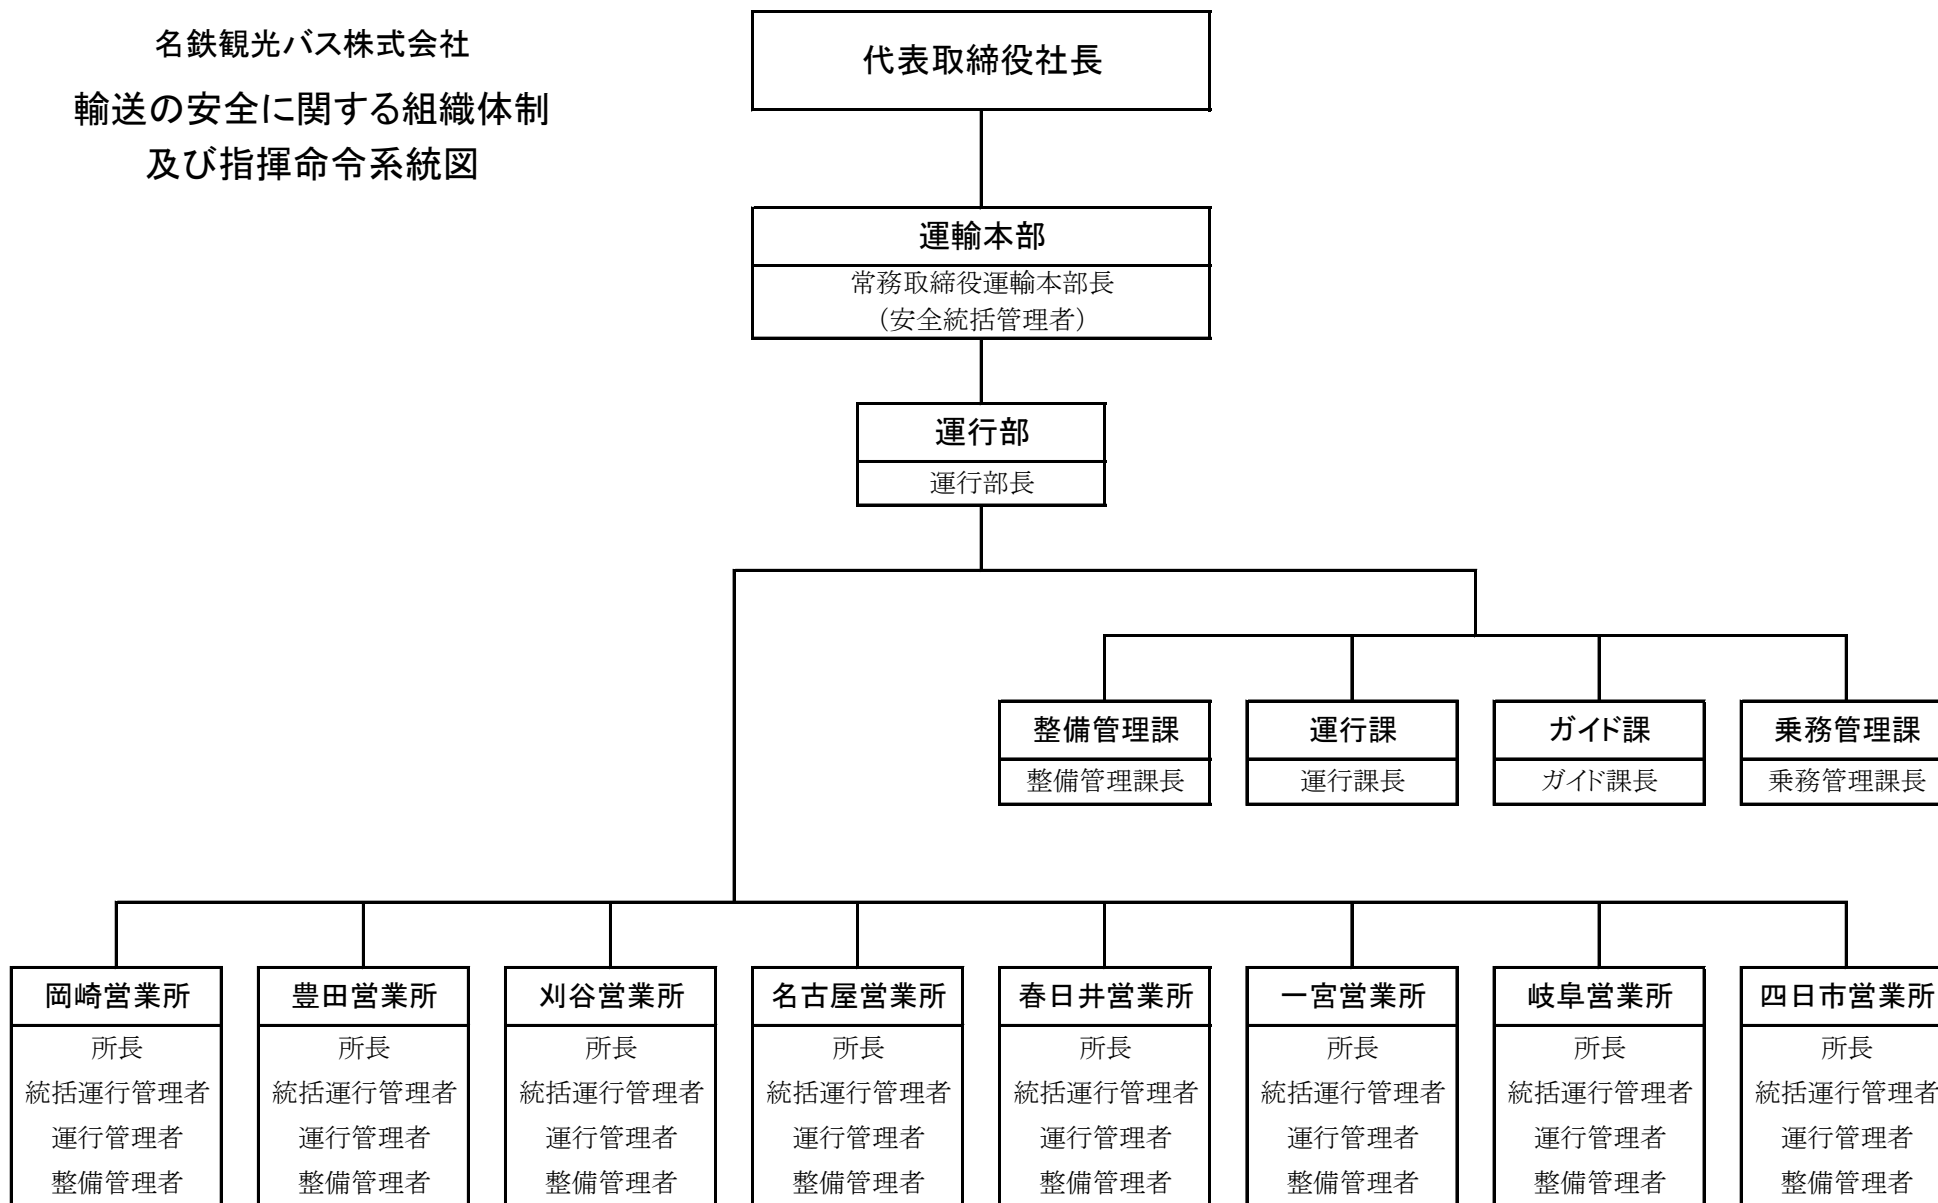 名鉄観光バス株式会社
輸送の安全に関する組織体制
及び指揮命令系統図
代表取締役社長
運輸本部
常務取締役運輸本部長
（安全統括管理者）
運行部
運行部長
整備管理課
整備管理課長
運行課
運行課長
ガイド課
ガイド課長
乗務管理課
乗務管理課長
岡崎営業所
所長
統括運行管理者
運行管理者
整備管理者
豊田営業所
所長
統括運行管理者
運行管理者
整備管理者
刈谷営業所
所長
統括運行管理者
運行管理者
整備管理者
名古屋営業所
所長
統括運行管理者
運行管理者
整備管理者
春日井営業所
所長
統括運行管理者
運行管理者
整備管理者
一宮営業所
所長
統括運行管理者
運行管理者
整備管理者
岐阜営業所
所長
統括運行管理者
運行管理者
整備管理者
四日市営業所
所長
統括運行管理者
運行管理者
整備管理者